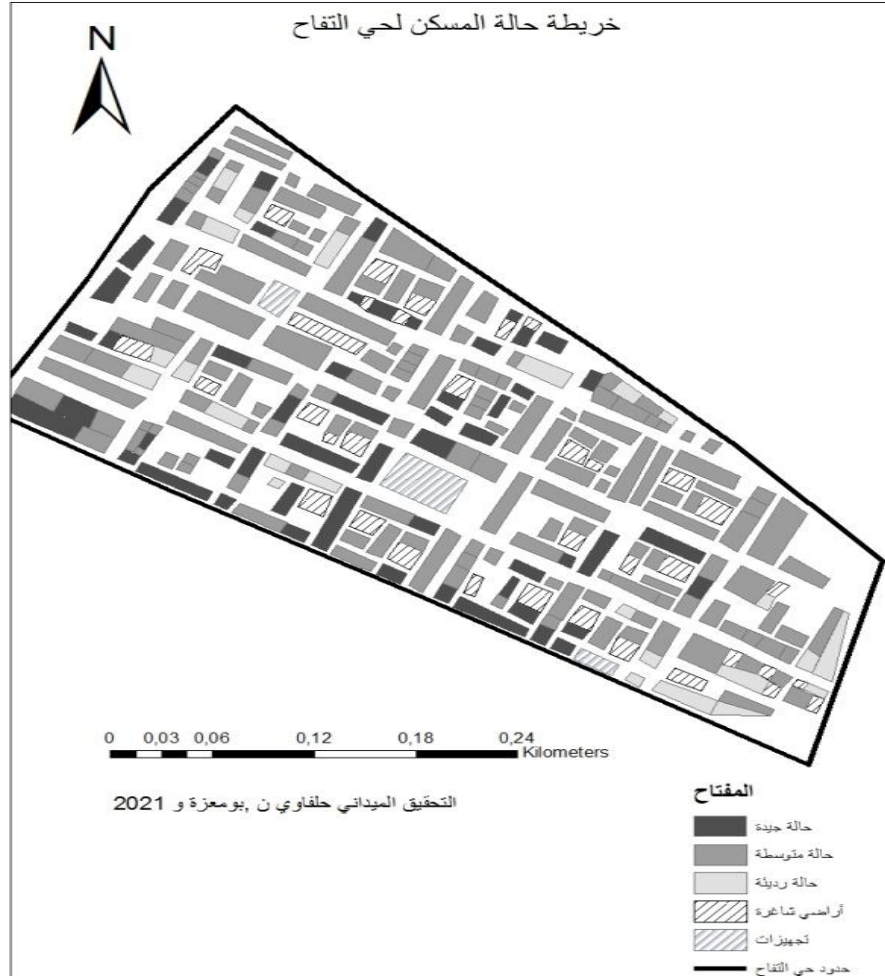 خريطة حالة المسكن لحي التفاح
N
0 0,03 0,06 0,12 0,18 0,24
Kilometers
التحقيق الميداني حلفاوي ن ,بومعزة و 2021
المفتاح
حالة جيدة
حالة متوسطة
حالة رديئة
أراضي شاغرة
تجهيزات
حدود حي التفاح